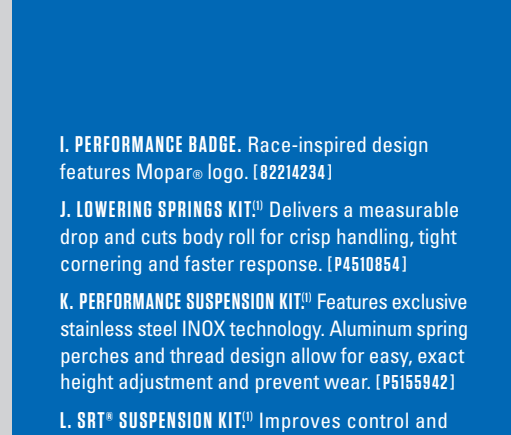 I. PERFORMANCE BADGE. Race-inspired design
features Mopar® logo. [82214234]
J. LOWERING SPRINGS KIT.(1) Delivers a measurable
drop and cuts body roll for crisp handling, tight
cornering and faster response. [P4510854]
K. PERFORMANCE SUSPENSION KIT.(1) Features exclusive
stainless steel INOX technology. Aluminum spring
perches and thread design allow for easy, exact
height adjustment and prevent wear. [P5155942]
L. SRT® SUSPENSION KIT.(1) Improves control and